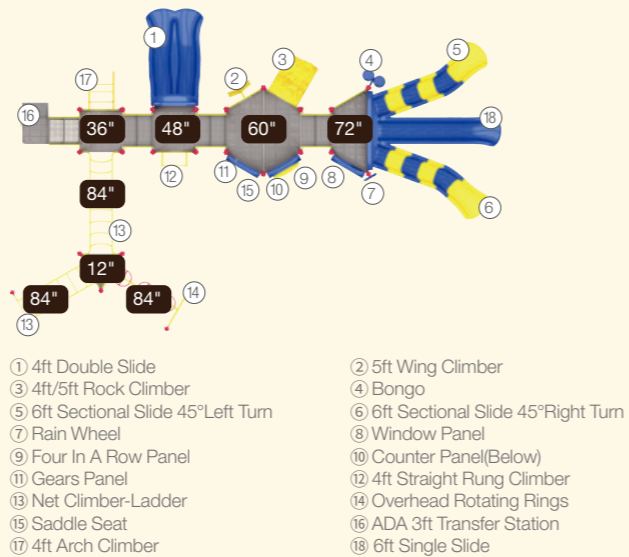 1
17
2
3
4
5
16
36"
48"
60"
72"
18
11
12
15
10
9
8
7
6
84"
13
12"
84"
84"
14
13
① 4ft Double Slide
② 5ft Wing Climber
③ 4ft/5ft Rock Climber
④ Bongo
⑤ 6ft Sectional Slide 45°Left Turn
⑥ 6ft Sectional Slide 45°Right Turn
⑦ Rain Wheel
⑧ Window Panel
⑨ Four In A Row Panel
⑩ Counter Panel(Below)
⑪ Gears Panel
⑫ 4ft Straight Rung Climber
⑬ Net Climber-Ladder
⑭ Overhead Rotating Rings
⑮ Saddle Seat
⑯ ADA 3ft Transfer Station
⑰ 4ft Arch Climber
⑱ 6ft Single Slide